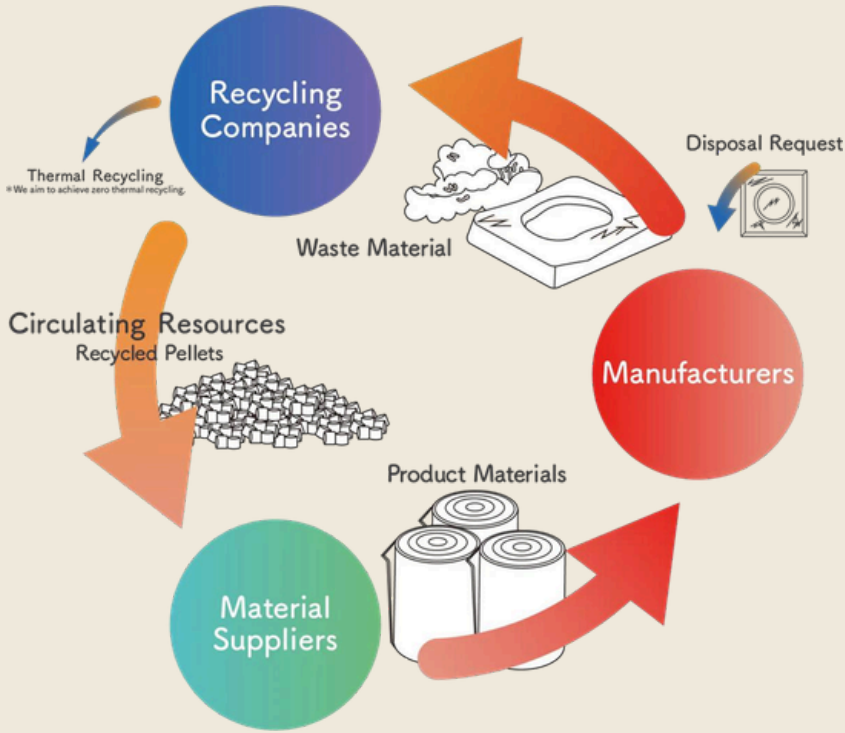 Recycling
Companies
Disposal Request
Thermal Recycling
*We aim to achieve zero thermal recycling.
Waste Material
Circulating Resources
Recycled Pellets
Manufacturers
Product Materials
Material
Suppliers